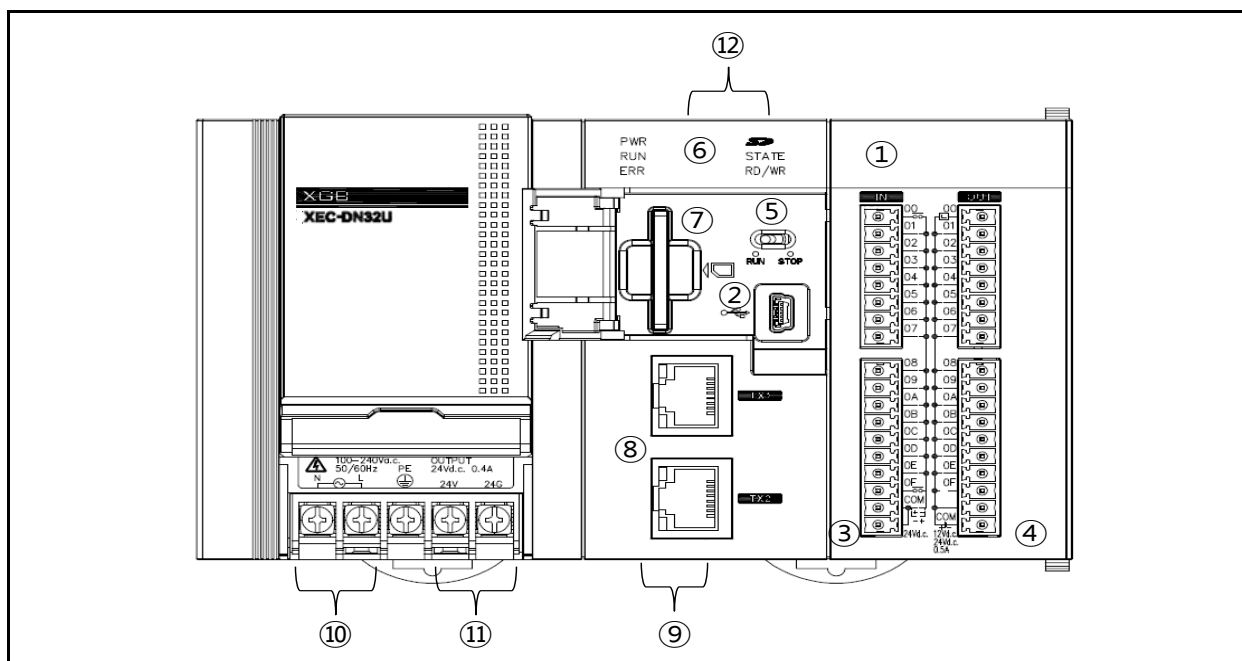 ⑫
PWR
RUN
ERR
⑥
STATE
RD/WR
①
XGB
XEC-DN32U
⑦
⑤
RUN STOP
②
IN OUT
00 00
01 01
02 02
03 03
04 04
05 05
06 06
07 07
08 08
09 09
0A 0A
0B 0B
0C 0C
0D 0D
0E 0E
0F 0F
COM COM
24Vd.c.
12Vd.c.
24Vd.c.
0.5A
③
④
TX1
⑧
TX2
100-240Va.c.
50/60Hz
N L
PE
OUTPUT
24Vd.c. 0.4A
24V 24G
⑩
⑪
⑨